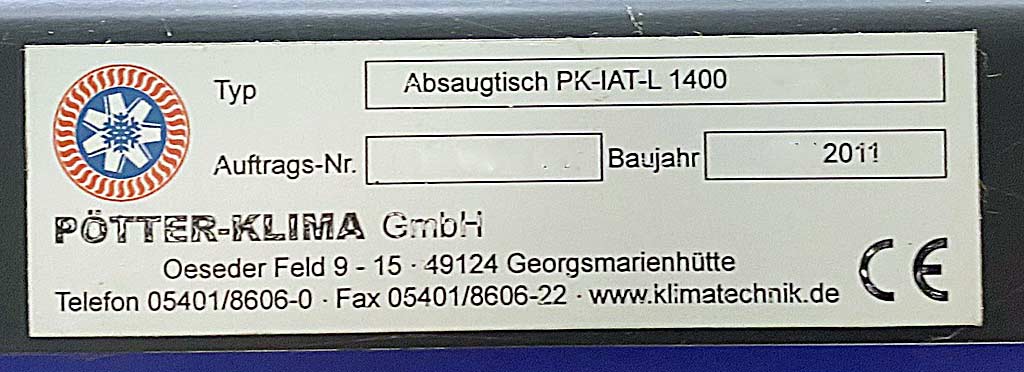 Typ Absaugtisch PK-IAT-L 1400
Auftrags-Nr. Baujahr 2011
PÖTTER-KLIMA GmbH
Oeseder Feld 9 - 15 · 49124 Georgsmarienhütte
Telefon 05401/8606-0 · Fax 05401/8606-22 · www.klimatechnik.de
CE